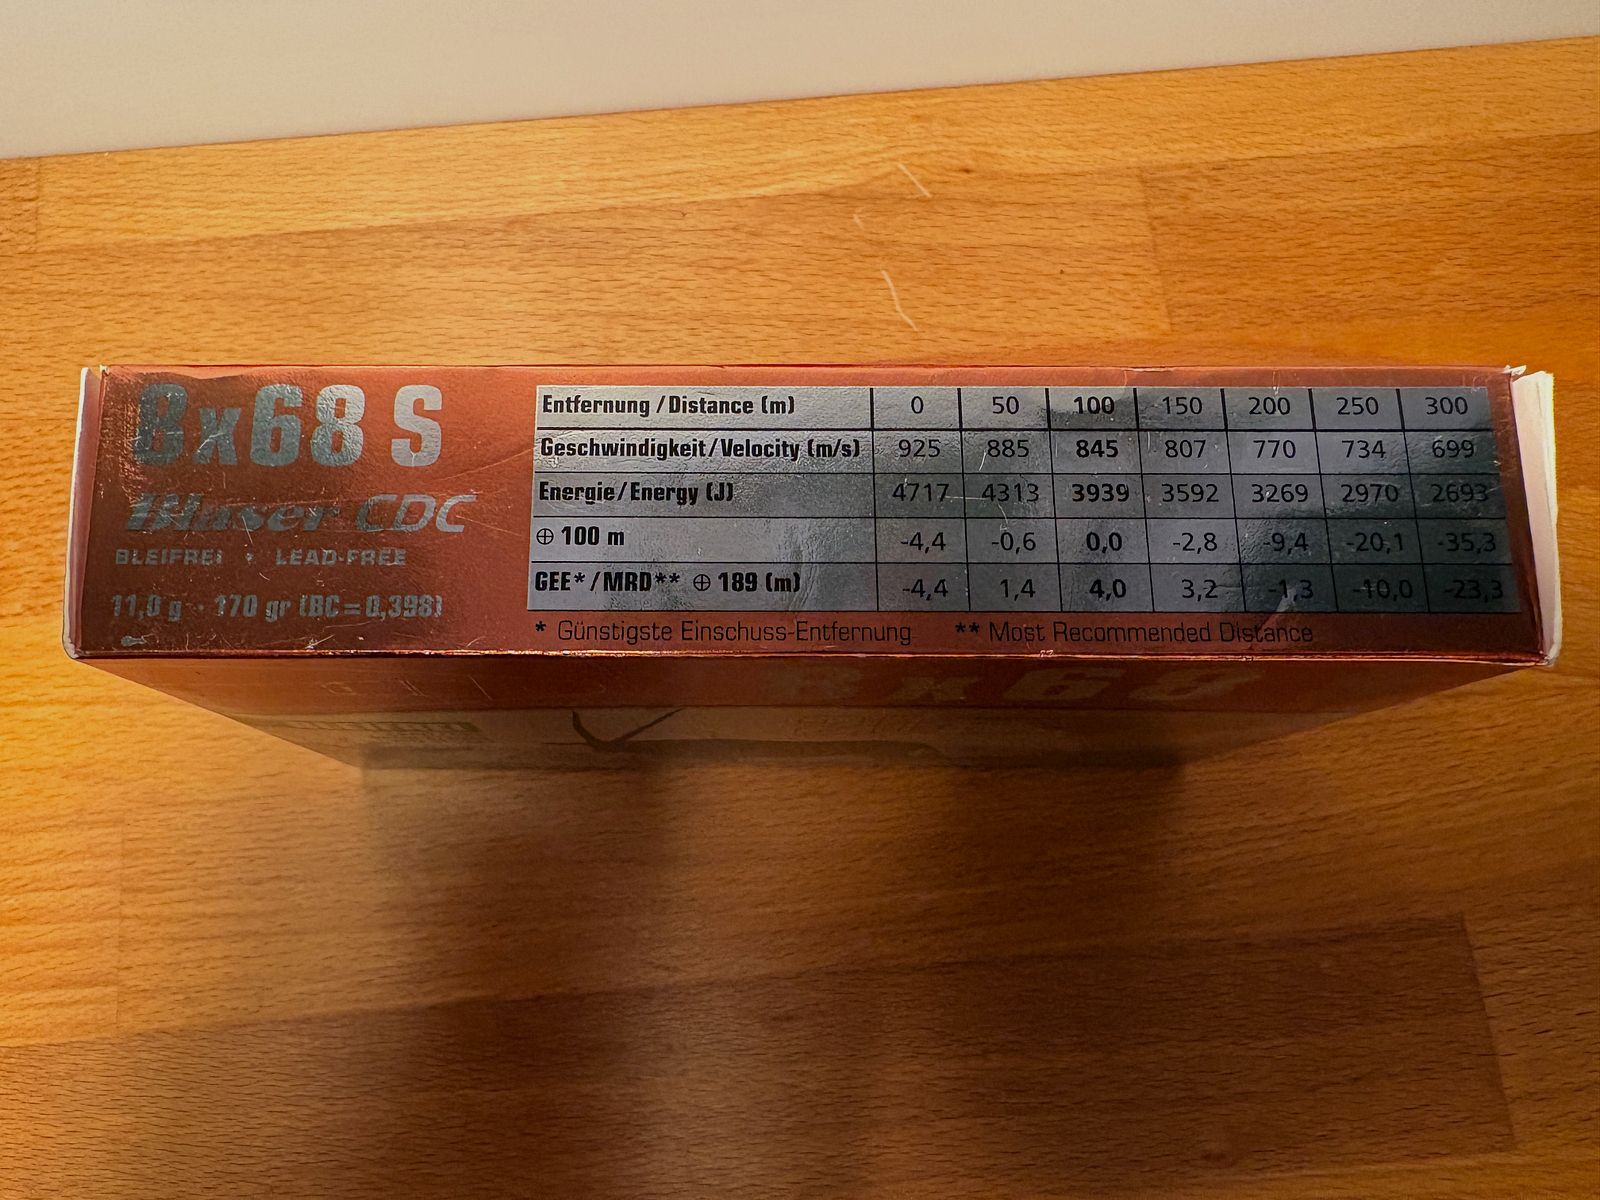 8x68 S
Blaser CDC
BLEIFREI • LEAD-FREE
11,0 g · 170 gr (BC = 0,398)
Entfernung / Distance (m) 0 50 100 150 200 250 300
Geschwindigkeit / Velocity (m/s) 925 885 845 807 770 734 699
Energie / Energy (J) 4717 4313 3939 3592 3269 2970 2693
⊕ 100 m -4,4 -0,6 0,0 -2,8 -9,4 -20,1 -35,3
GEE* / MRD** ⊕ 189 (m) -4,4 1,4 4,0 3,2 -1,3 -10,0 -23,3
* Günstigste Einschuss-Entfernung ** Most Recommended Distance
8x68